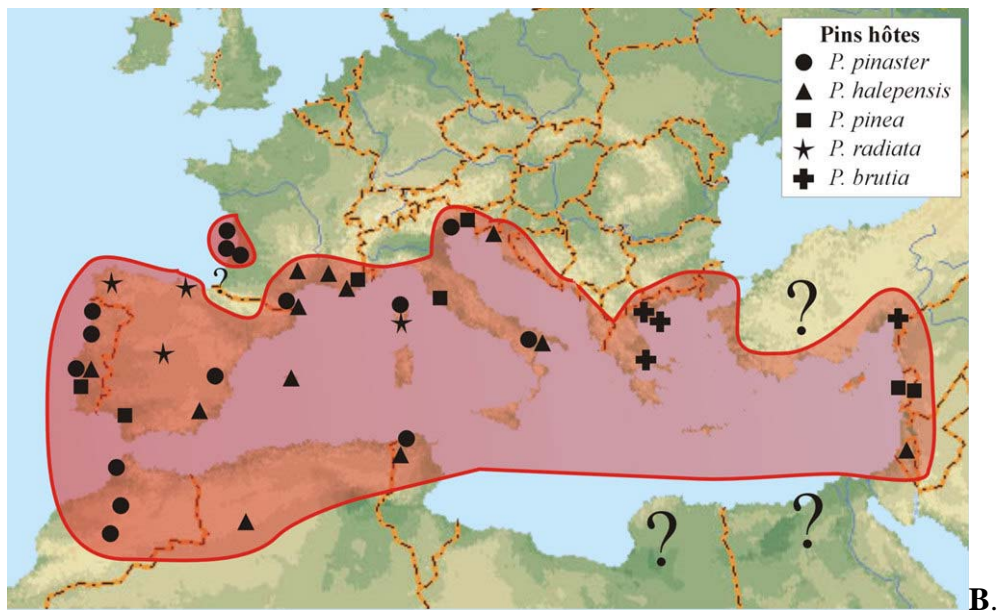 Pins hôtes
P. pinaster
P. halepensis
P. pinea
P. radiata
P. brutia
?
?
? ?
B.